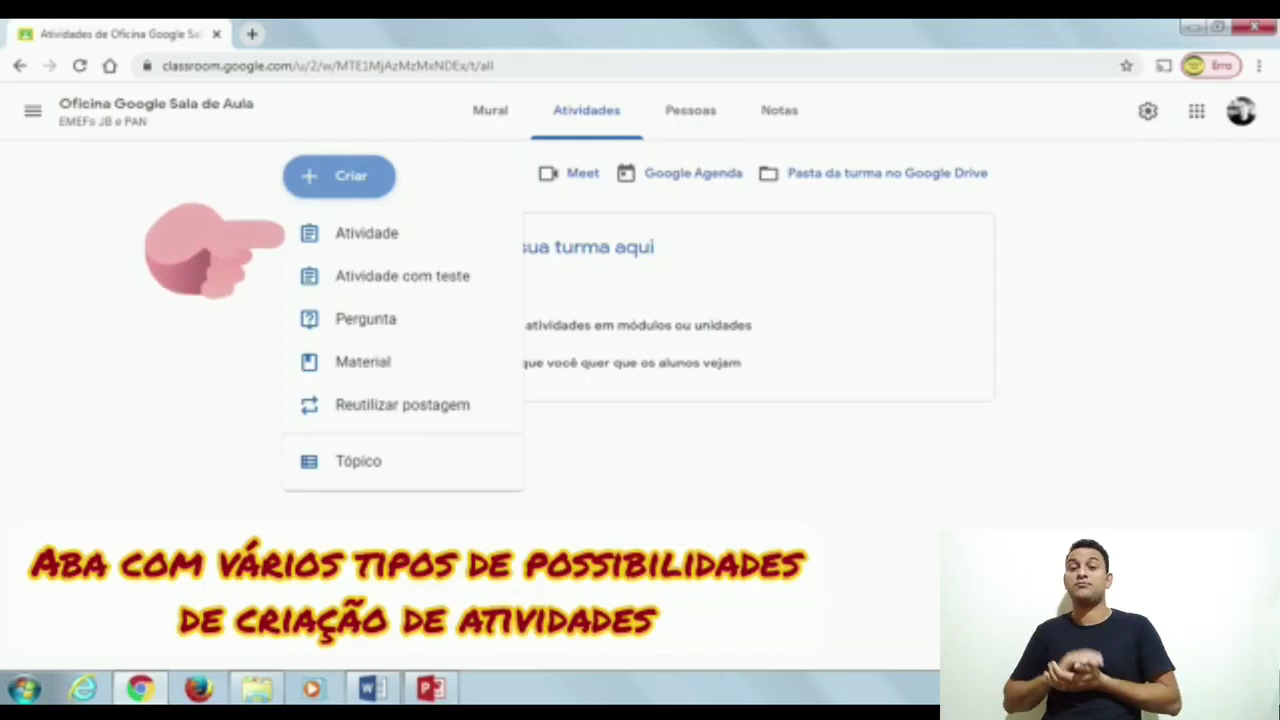 Atividades de Oficina Google Sa
classroom.google.com/u/2/w/MTE1MjAzMzMxNDEx/t/all
Erro
Oficina Google Sala de Aula
EMEFs JB e PAN
Mural
Atividades
Pessoas
Notas
Criar
Meet
Google Agenda
Pasta da turma no Google Drive
Atividade
sua turma aqui
Atividade com teste
Pergunta
atividades em módulos ou unidades
Material
que você quer que os alunos vejam
Reutilizar postagem
Tópico
Aba com vários tipos de possibilidades
de criação de atividades